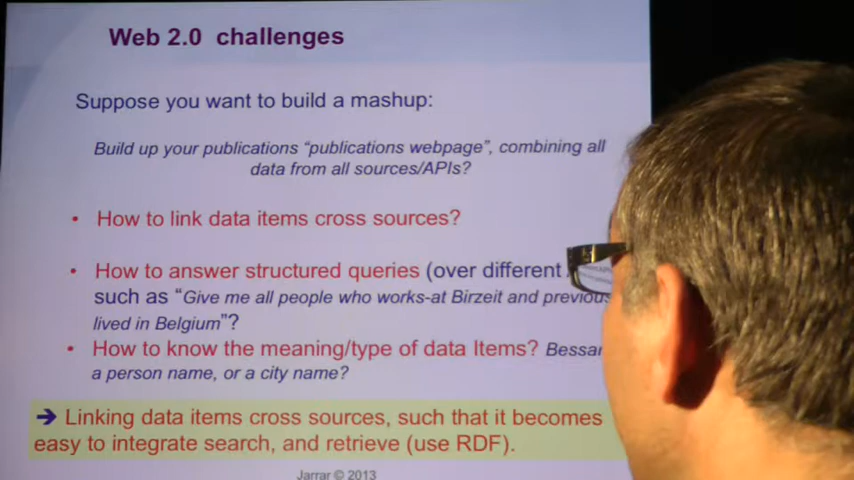 Web 2.0 challenges
Suppose you want to build a mashup:
Build up your publications “publications webpage”, combining all
data from all sources/APIs?
• How to link data items cross sources?
• How to answer structured queries (over different
such as “Give me all people who works-at Birzeit and previous
lived in Belgium”?
• How to know the meaning/type of data Items? Bessar
a person name, or a city name?
➔ Linking data items cross sources, such that it becomes
easy to integrate search, and retrieve (use RDF).
Jarrar © 2013